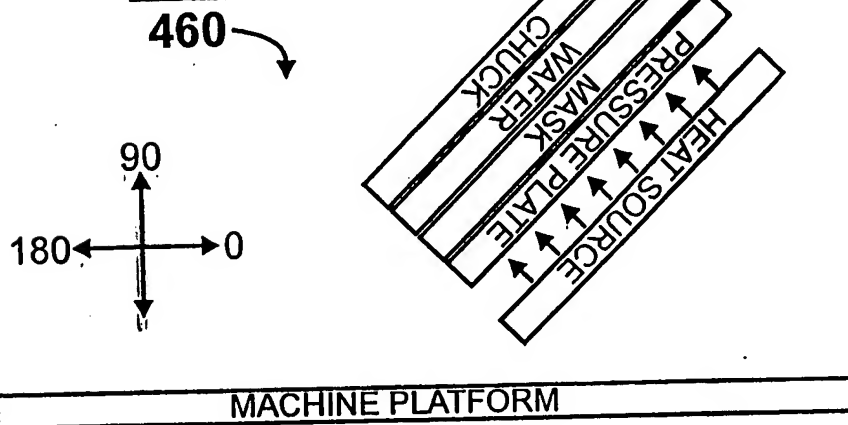 460
CHUCK
WAFER
MASK
PRESSURE PLATE
HEAT SOURCE
90
180
0
MACHINE PLATFORM